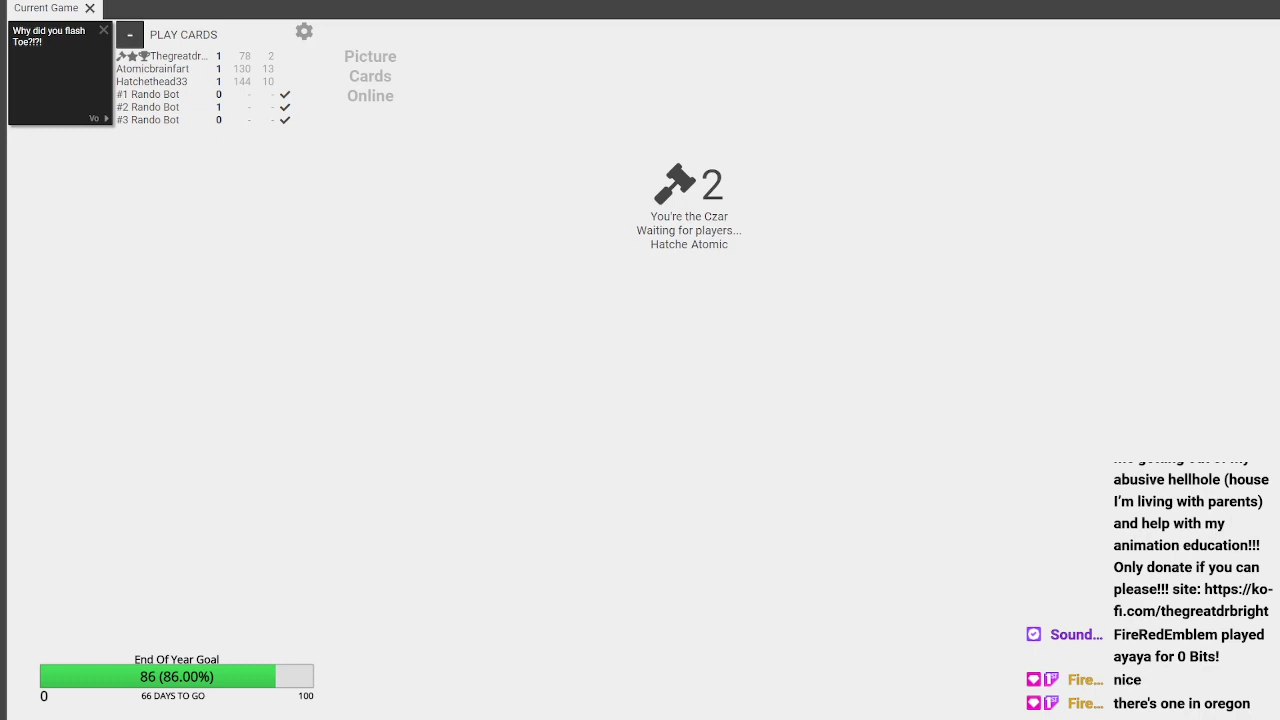 Current Game
Why did you flash
Toe?!?!
Vo
-
PLAY CARDS
Thegreatdr... 1 78 2
Atomicbrainfart 1 130 13
Hatchethead33 1 144 10
#1 Rando Bot 0 - -
#2 Rando Bot 1 - -
#3 Rando Bot 0 - -
Picture
Cards
Online
2
You're the Czar
Waiting for players...
Hatche Atomic
abusive hellhole (house
I'm living with parents)
and help with my
animation education!!!
Only donate if you can
please!!! site: https://ko-
fi.com/thegreatdrbright
Sound... FireRedEmblem played
ayaya for 0 Bits!
Fire... nice
Fire... there's one in oregon
End Of Year Goal
86 (86.00%)
0 66 DAYS TO GO 100